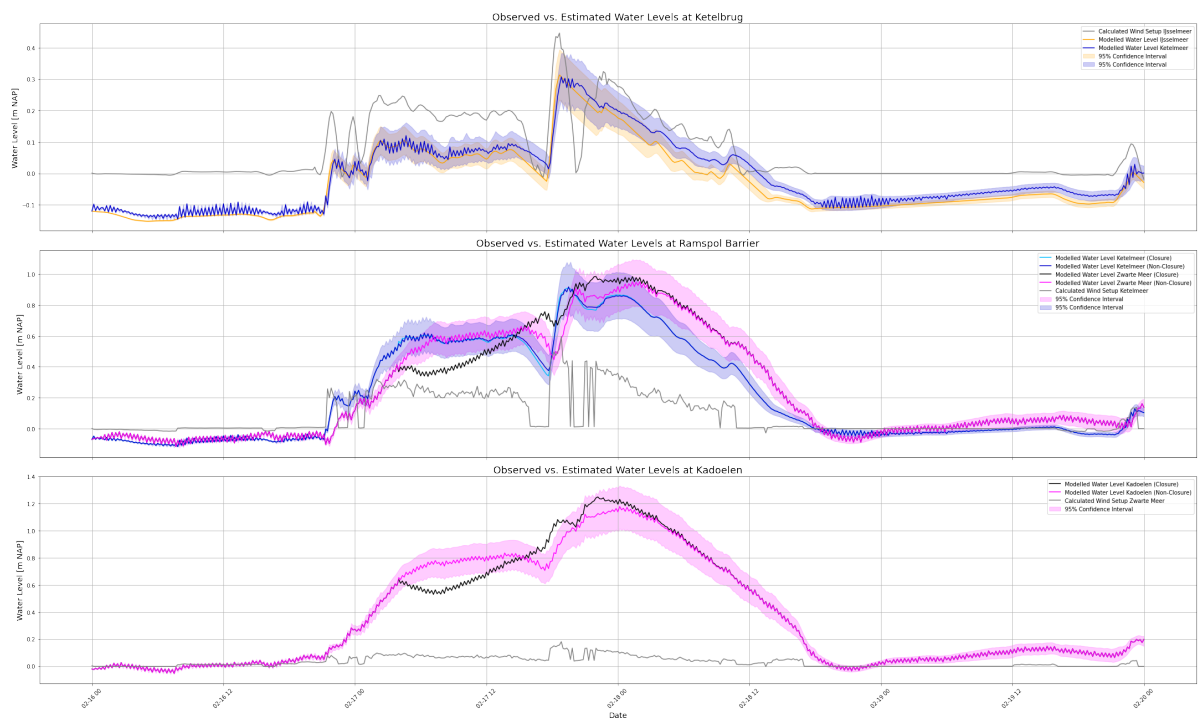 Observed vs. Estimated Water Levels at Ketelbrug
Calculated Wind Setup IJsselmeer
Modelled Water Level IJsselmeer
Modelled Water Level Ketelmeer
95% Confidence Interval
95% Confidence Interval
Water Level [m NAP]
0.4
0.3
0.2
0.1
0.0
−0.1
Observed vs. Estimated Water Levels at Ramspol Barrier
Modelled Water Level Ketelmeer (Closure)
Modelled Water Level Ketelmeer (Non-Closure)
Modelled Water Level Zwarte Meer (Closure)
Modelled Water Level Zwarte Meer (Non-Closure)
Calculated Wind Setup Ketelmeer
95% Confidence Interval
95% Confidence Interval
Water Level [m NAP]
1.0
0.8
0.6
0.4
0.2
0.0
Observed vs. Estimated Water Levels at Kadoelen
Modelled Water Level Kadoelen (Closure)
Modelled Water Level Kadoelen (Non-Closure)
Calculated Wind Setup Zwarte Meer
95% Confidence Interval
Water Level [m NAP]
1.4
1.2
1.0
0.8
0.6
0.4
0.2
0.0
02-16 00
02-16 12
02-17 00
02-17 12
02-18 00
02-18 12
02-19 00
02-19 12
02-20 00
Date